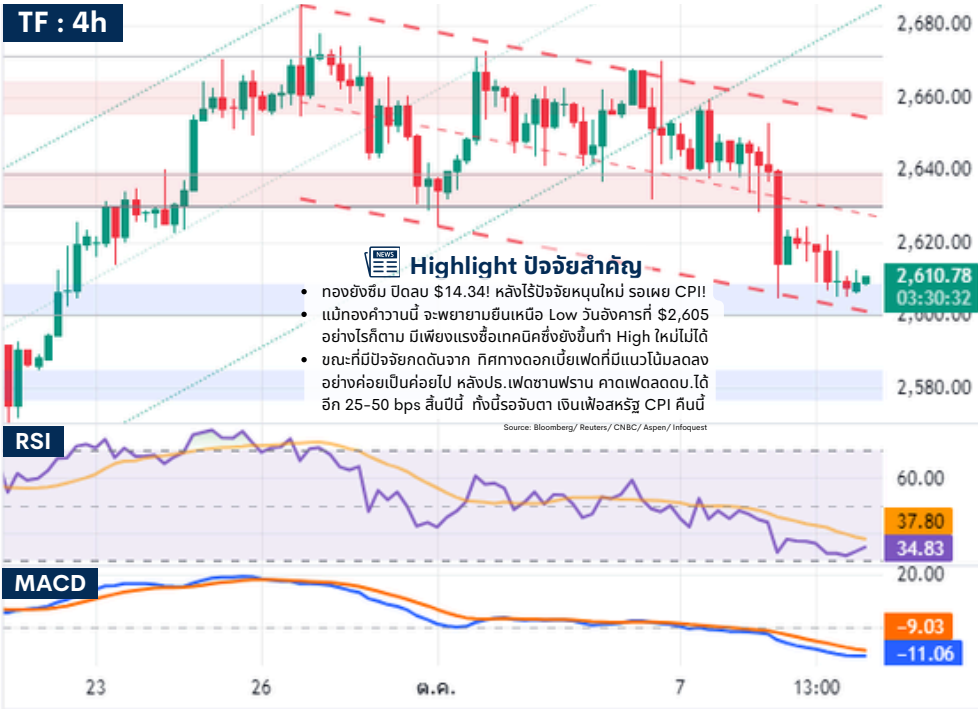 TF : 4h
2,680.00
2,660.00
2,640.00
2,620.00
2,610.78
03:30:32
2,600.00
2,580.00
NEWS
Highlight ปัจจัยสำคัญ
• ทองยังซึม ปิดลบ $14.34! หลังไร้ปัจจัยหนุนใหม่ รอเผย CPI!
• แม้ทองคำวานนี้ จะพยายามยืนเหนือ Low วันอังคารที่ $2,605
อย่างไรก็ตาม มีเพียงแรงซื้อเทคนิคซึ่งยังขึ้นทำ High ใหม่ไม่ได้
• ขณะที่มีปัจจัยกดดันจาก ทิศทางดอกเบี้ยเฟดที่มีแนวโน้มลดลง
อย่างค่อยเป็นค่อยไป หลังปธ.เฟดซานฟราน คาดเฟดลดดบ.ได้
อีก 25-50 bps สิ้นปีนี้ ทั้งนี้รอจับตา เงินเฟ้อสหรัฐ CPI คืนนี้
Source: Bloomberg/ Reuters/ CNBC/ Aspen/ Infoquest
RSI
60.00
37.80
34.83
MACD
20.00
−9.03
−11.06
23
26
ต.ค.
7
13:00